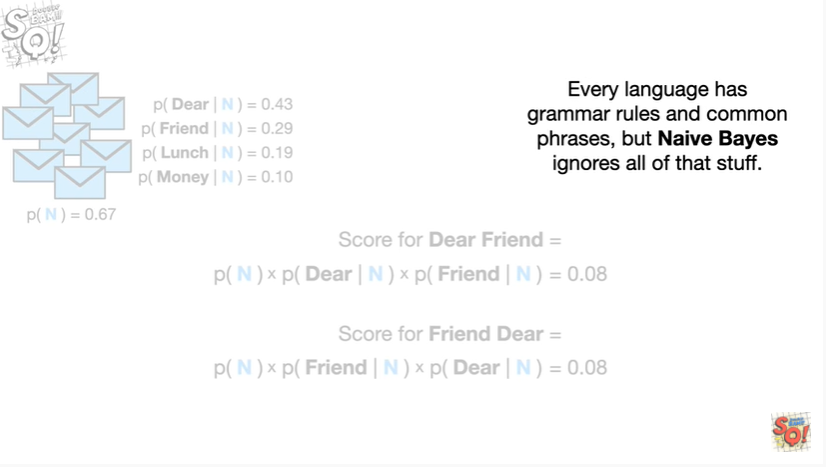 Every language has
grammar rules and common
phrases, but Naive Bayes
ignores all of that stuff.
p( Dear | N ) = 0.43
p( Friend | N ) = 0.29
p( Lunch | N ) = 0.19
p( Money | N ) = 0.10
p( N ) = 0.67
Score for Dear Friend =
p( N ) × p( Dear | N ) × p( Friend | N ) = 0.08
Score for Friend Dear =
p( N ) × p( Friend | N ) × p( Dear | N ) = 0.08